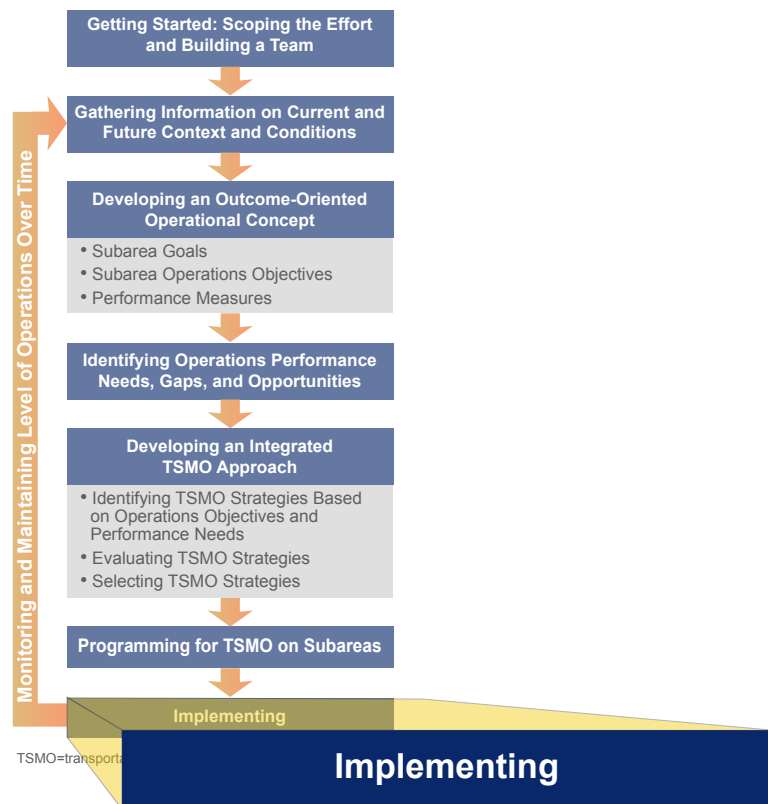 Getting Started: Scoping the Effort
and Building a Team
Gathering Information on Current and
Future Context and Conditions
Developing an Outcome-Oriented
Operational Concept
• Subarea Goals
• Subarea Operations Objectives
• Performance Measures
Identifying Operations Performance
Needs, Gaps, and Opportunities
Developing an Integrated
TSMO Approach
• Identifying TSMO Strategies Based
on Operations Objectives and
Performance Needs
• Evaluating TSMO Strategies
• Selecting TSMO Strategies
Programming for TSMO on Subareas
Implementing
Monitoring and Maintaining Level of Operations Over Time
TSMO=transporta
Implementing